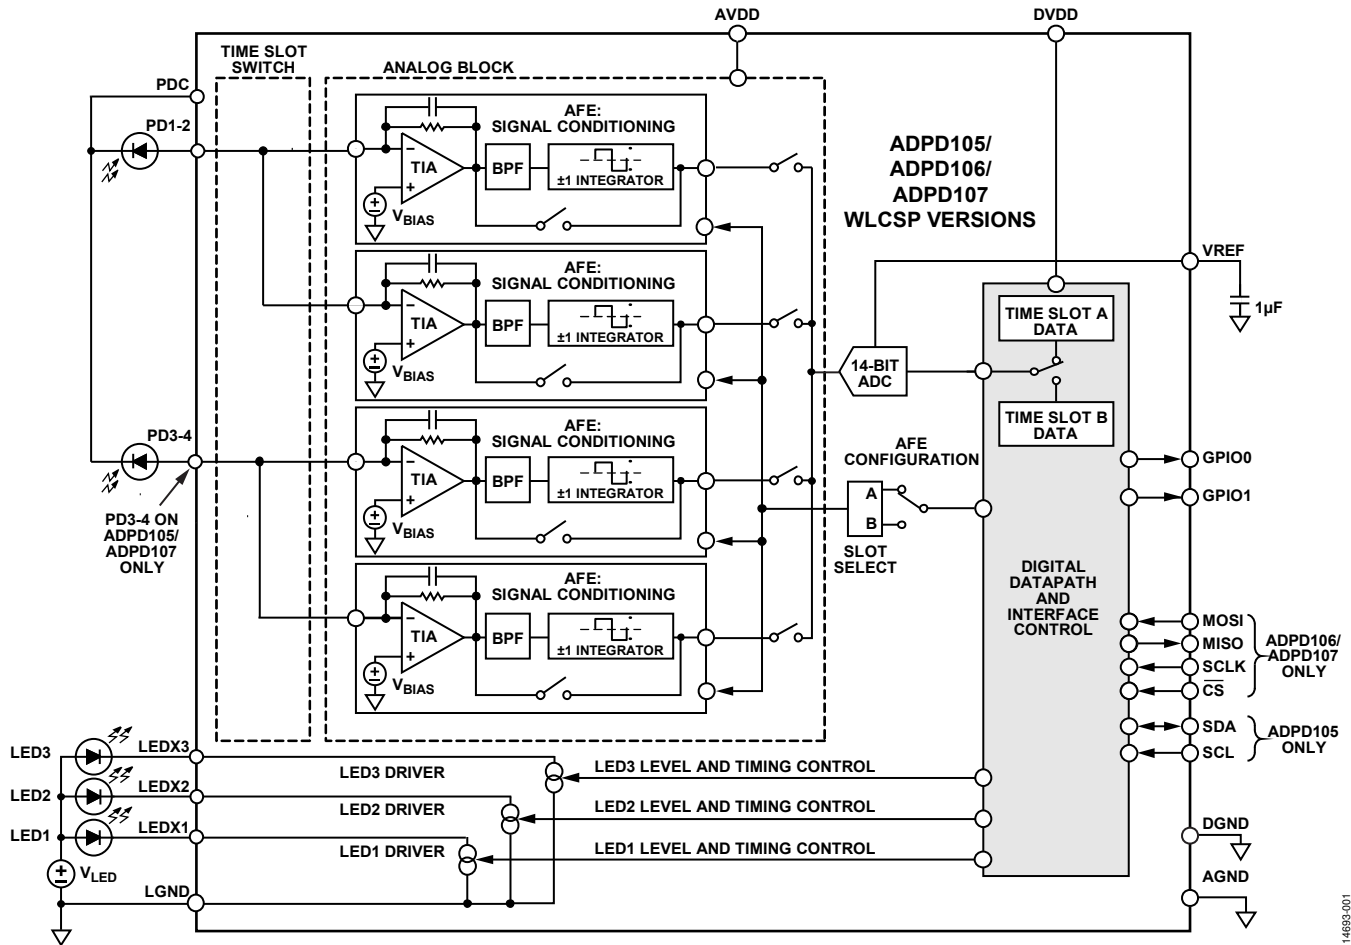 AVDD
DVDD
TIME SLOT
SWITCH
ANALOG BLOCK
PDC
PD1-2
AFE:
SIGNAL CONDITIONING
TIA
BPF
±1 INTEGRATOR
VBIAS
ADPD105/
ADPD106/
ADPD107
WLCSP VERSIONS
VREF
1µF
AFE:
SIGNAL CONDITIONING
TIA
BPF
±1 INTEGRATOR
VBIAS
TIME SLOT A
DATA
14-BIT
ADC
TIME SLOT B
DATA
PD3-4
AFE:
SIGNAL CONDITIONING
TIA
BPF
±1 INTEGRATOR
VBIAS
PD3-4 ON
ADPD105/
ADPD107
ONLY
AFE
CONFIGURATION
A
B
SLOT
SELECT
GPIO0
GPIO1
DIGITAL
DATAPATH
AND
INTERFACE
CONTROL
AFE:
SIGNAL CONDITIONING
TIA
BPF
±1 INTEGRATOR
VBIAS
MOSI
MISO
SCLK
CS
ADPD106/
ADPD107
ONLY
SDA
SCL
ADPD105
ONLY
LED3
LEDX3
LED3 DRIVER
LED3 LEVEL AND TIMING CONTROL
LED2
LEDX2
LED2 DRIVER
LED2 LEVEL AND TIMING CONTROL
LED1
LEDX1
LED1 DRIVER
LED1 LEVEL AND TIMING CONTROL
VLED
LGND
DGND
AGND
14693-001